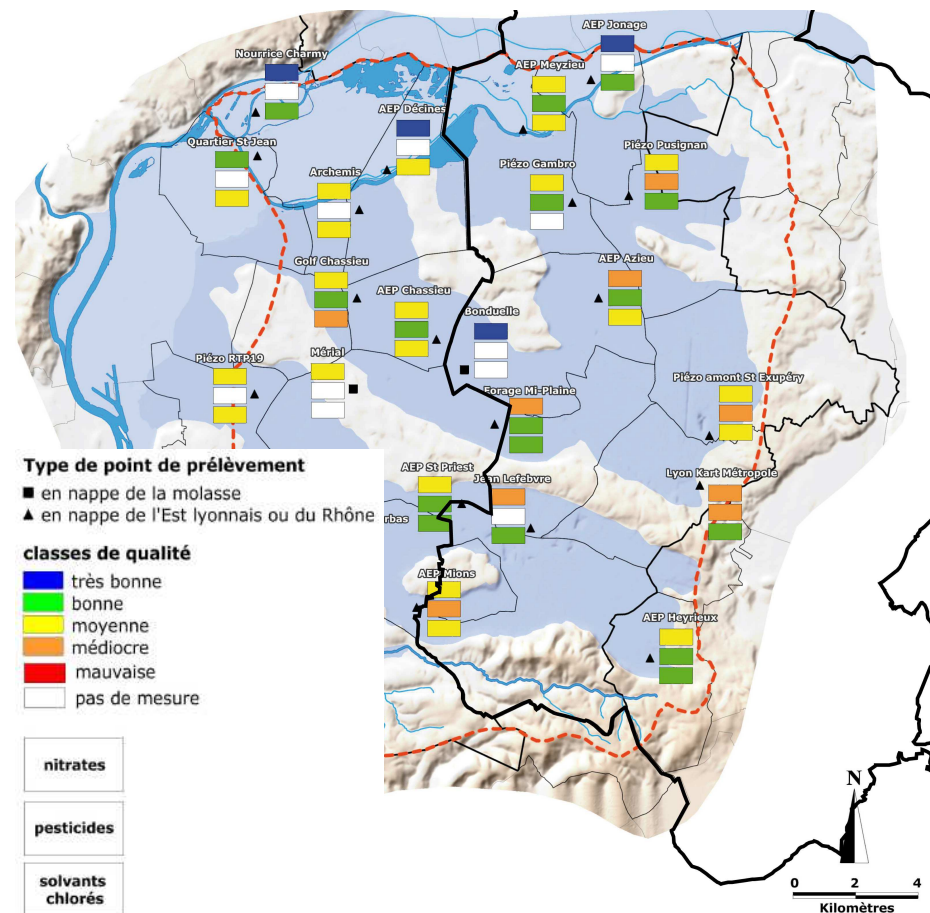 AEP Jonage
Nourrice Charmy
AEP Meyzieu
AEP Décines
Quartier St Jean
Piézo Pusignan
Archemis
Piézo Gambro
Golf Chassieu
AEP Azieu
AEP Chassieu
Bonduelle
Piézo RTP19
Mérial
Piézo amont St Exupéry
Forage Mi-Plaine
AEP St Priest
Jean Lefebvre
Lyon Kart Métropole
rbas
AEP Mions
AEP Heyrieux
Type de point de prélèvement
en nappe de la molasse
en nappe de l'Est lyonnais ou du Rhône
classes de qualité
très bonne
bonne
moyenne
médiocre
mauvaise
pas de mesure
nitrates
pesticides
solvants
chlorés
N
0 2 4
Kilomètres